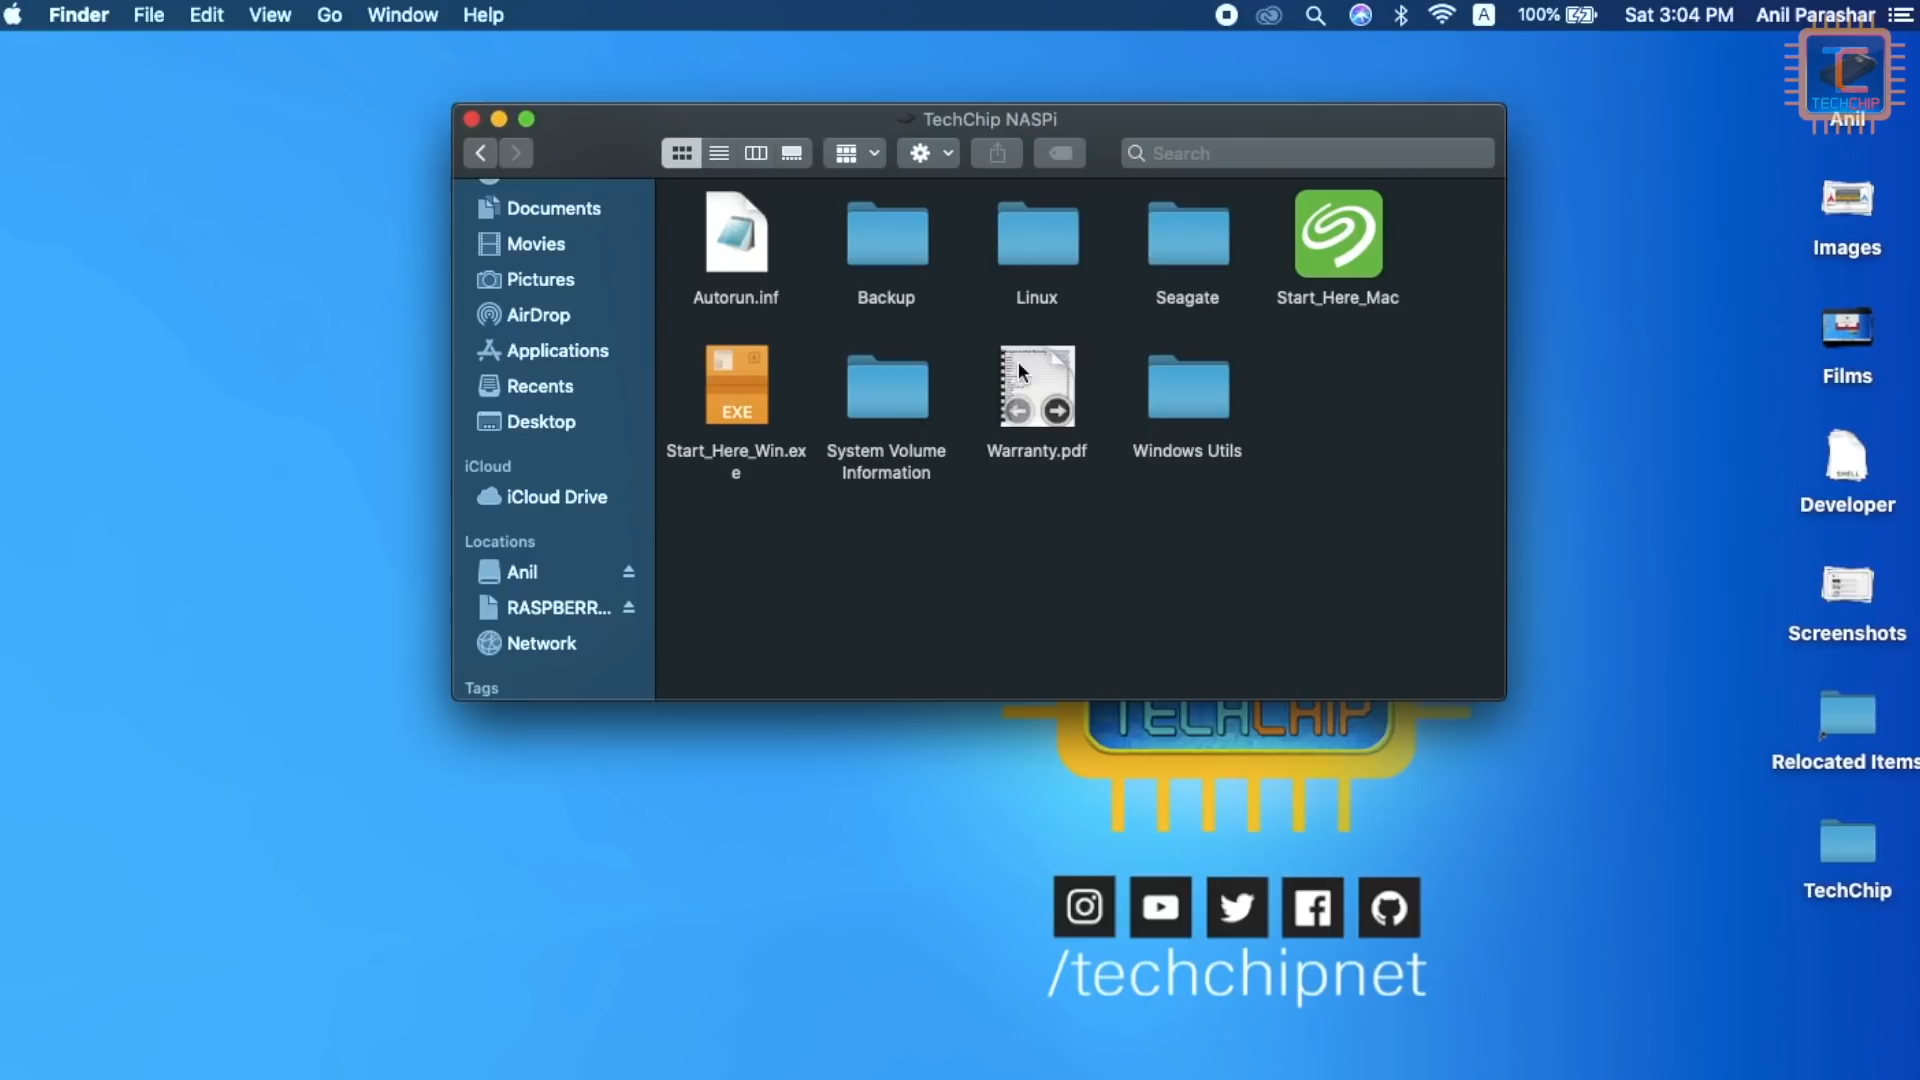 Finder File Edit View Go Window Help
A 100% Sat 3:04 PM Anil Parashar
TECHCHIP
Anil
TechChip NASPi
Search
Documents
Movies
Pictures
AirDrop
Applications
Recents
Desktop
iCloud
iCloud Drive
Locations
Anil
RASPBERR...
Network
Tags
Autorun.inf
Backup
Linux
Seagate
Start_Here_Mac
EXE
Start_Here_Win.ex
e
System Volume
Information
Warranty.pdf
Windows Utils
Images
Films
SHELL
Developer
Screenshots
Relocated Items
TechChip
TECHCHIP
/techchipnet